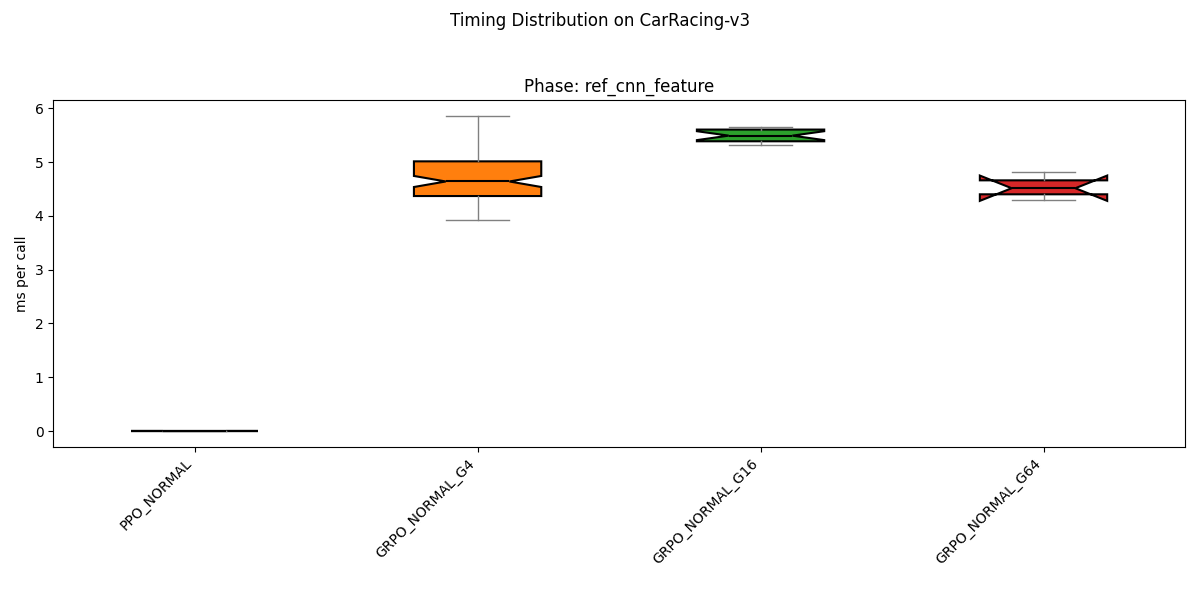 Timing Distribution on CarRacing-v3
Phase: ref_cnn_feature
6
5
4
3
2
1
0
ms per call
PPO_NORMAL
GRPO_NORMAL_G4
GRPO_NORMAL_G16
GRPO_NORMAL_G64